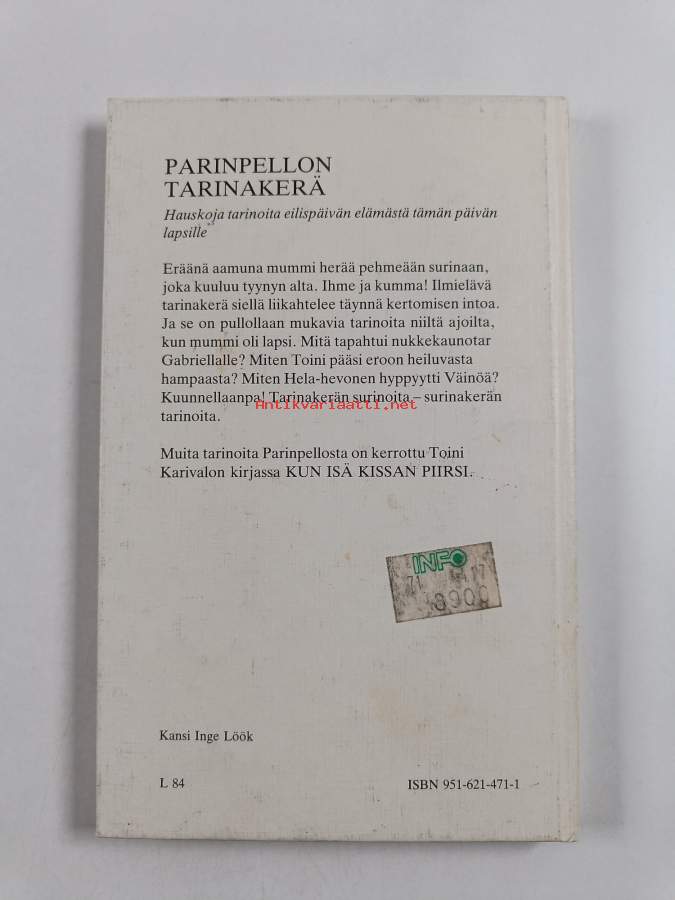 PARINPELLON
TARINAKERÄ
Hauskoja tarinoita eilispäivän elämästä tämän päivän
lapsille
Eräänä aamuna mummi herää pehmeään surinaan,
joka kuuluu tyynyn alta. Ihme ja kumma! Ilmielävä
tarinakerä siellä liikahtelee täynnä kertomisen intoa.
Ja se on pullollaan mukavia tarinoita niiltä ajoilta,
kun mummi oli lapsi. Mitä tapahtui nukkekaunotar
Gabriellalle? Miten Toini pääsi eroon heiluvasta
hampaasta? Miten Hela-hevonen hyppyytti Väinöä?
Kuunnellaanpa! Tarinakerän surinoita – surinakerän
tarinoita.
Antikvariaatti.net
Muita tarinoita Parinpellosta on kerrottu Toini
Karivalon kirjassa KUN ISÄ KISSAN PIIRSI.
INFO
71
8900
Kansi Inge Löök
L 84
ISBN 951-621-471-1